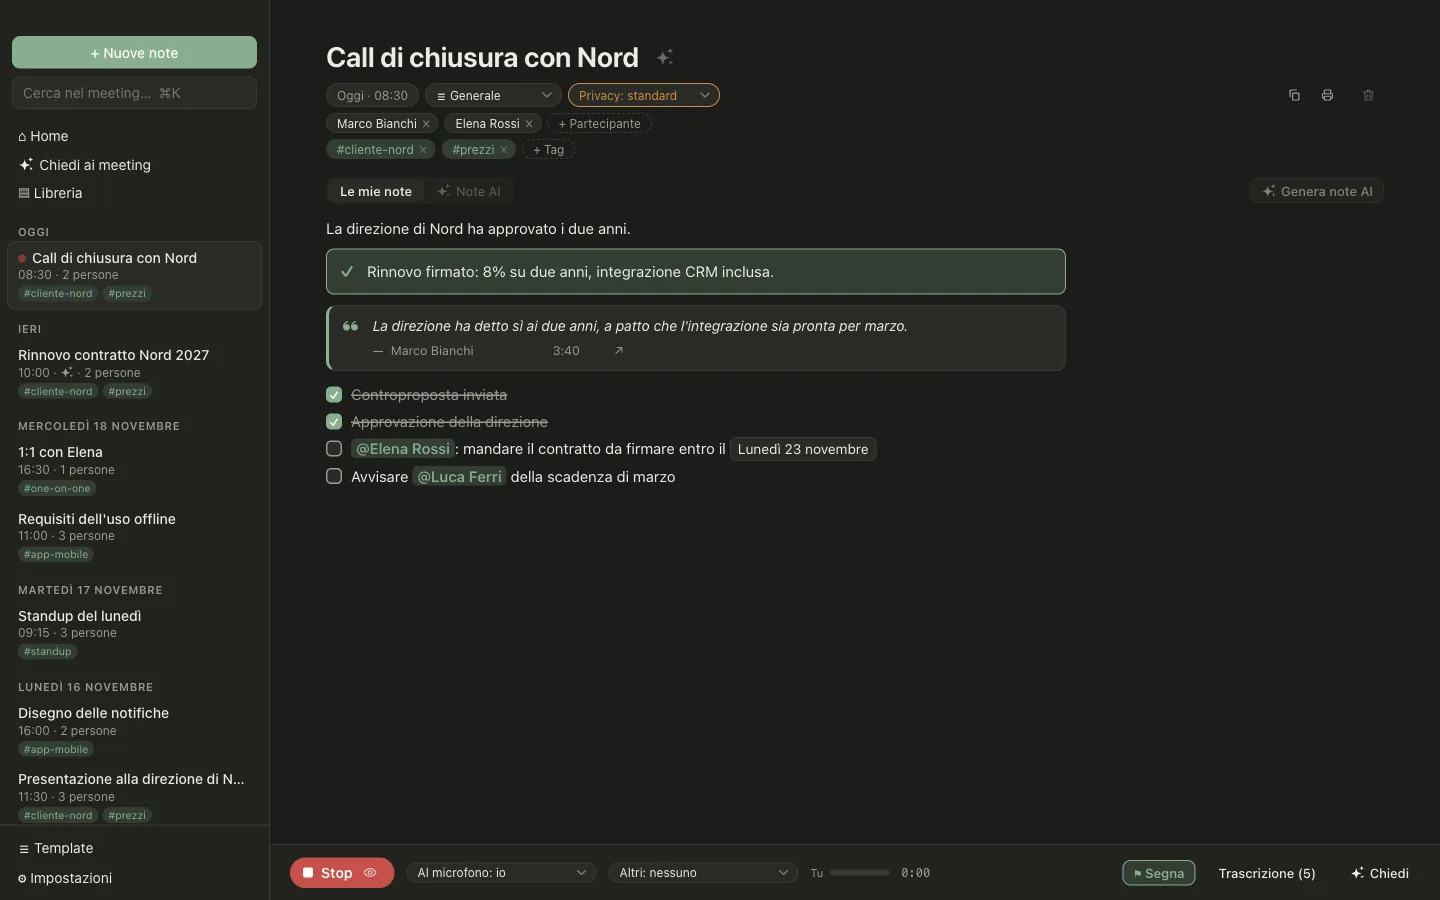 + Nuove note
Cerca nei meeting... ⌘K
Home
Chiedi ai meeting
Libreria
OGGI
Call di chiusura con Nord
08:30 · 2 persone
#cliente-nord #prezzi
IERI
Rinnovo contratto Nord 2027
10:00 · · 2 persone
#cliente-nord #prezzi
MERCOLEDÌ 18 NOVEMBRE
1:1 con Elena
16:30 · 1 persone
#one-on-one
Requisiti dell'uso offline
11:00 · 3 persone
#app-mobile
MARTEDÌ 17 NOVEMBRE
Standup del lunedì
09:15 · 3 persone
#standup
LUNEDÌ 16 NOVEMBRE
Disegno delle notifiche
16:00 · 2 persone
#app-mobile
Presentazione alla direzione di N...
11:30 · 3 persone
#cliente-nord #prezzi
Template
Impostazioni
Call di chiusura con Nord
Oggi · 08:30 Generale Privacy: standard
Marco Bianchi × Elena Rossi × + Partecipante
#cliente-nord × #prezzi × + Tag
Le mie note Note AI Genera note AI
La direzione di Nord ha approvato i due anni.
Rinnovo firmato: 8% su due anni, integrazione CRM inclusa.
La direzione ha detto sì ai due anni, a patto che l'integrazione sia pronta per marzo.
— Marco Bianchi 3:40 ↗
Controproposta inviata
Approvazione della direzione
@Elena Rossi: mandare il contratto da firmare entro il Lunedì 23 novembre
Avvisare @Luca Ferri della scadenza di marzo
Stop Al microfono: io Altri: nessuno Tu 0:00 Segna Trascrizione (5) Chiedi